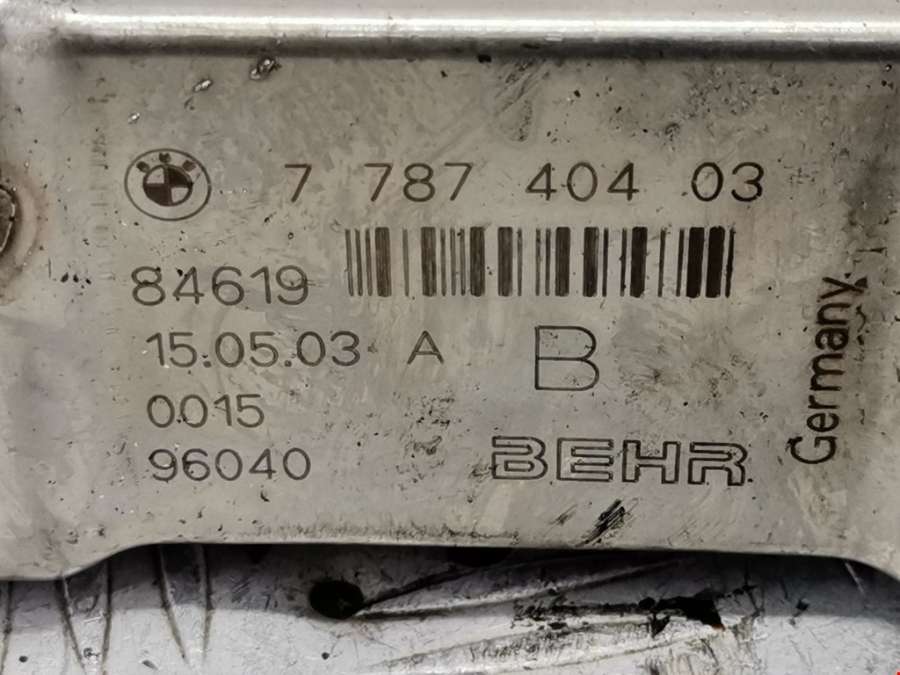 7 787 404 03
84619
15.05.03 A B
0015
96040
BEHR
Germany